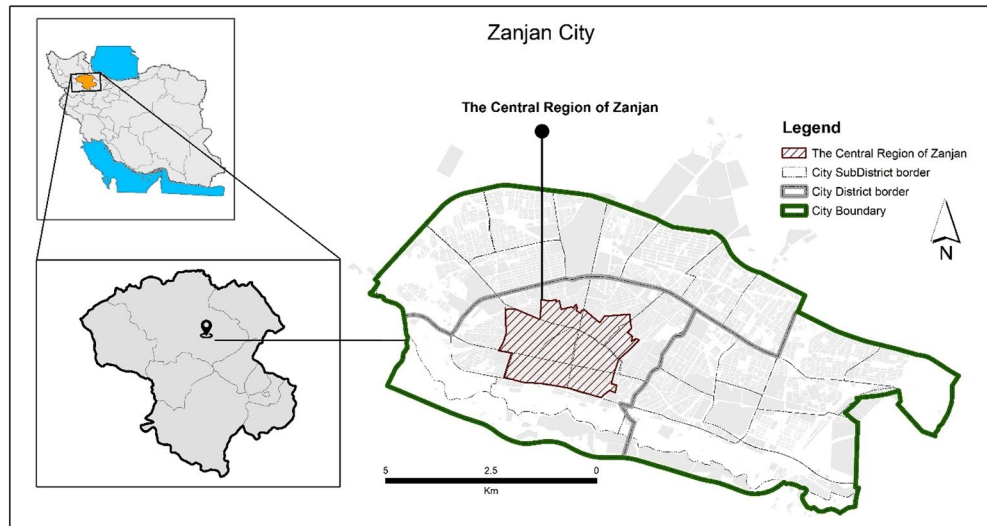 Zanjan City
The Central Region of Zanjan
Legend
The Central Region of Zanjan
City SubDistrict border
City District border
City Boundary
N
5 2.5 0
Km